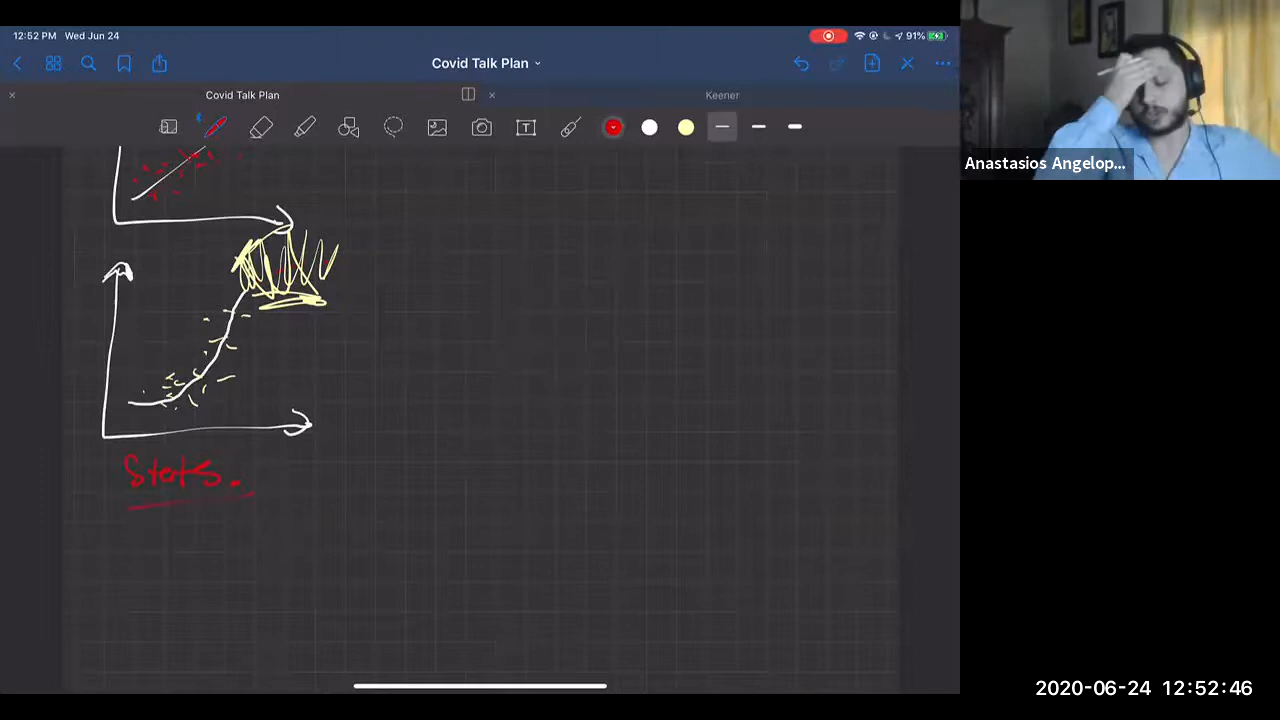 12:52 PM Wed Jun 24
91%
Covid Talk Plan
Covid Talk Plan
Keener
T
Anastasios Angelop...
Stats.
2020-06-24 12:52:46